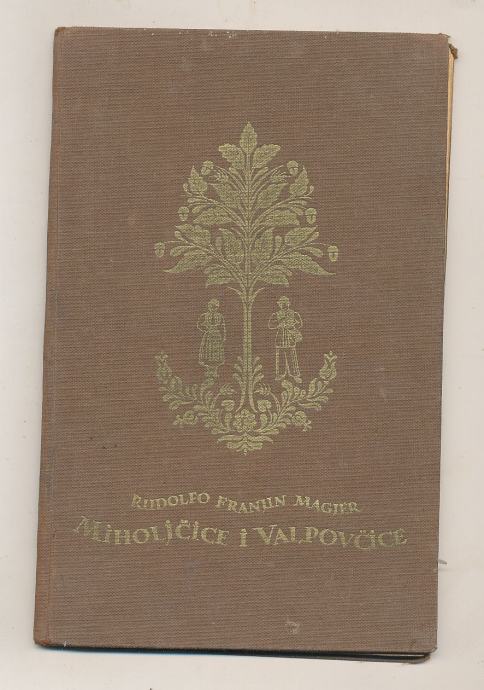 RUDOLFO FRANJIN MAGJER
MIHOLJČICE I VALPOVČICE